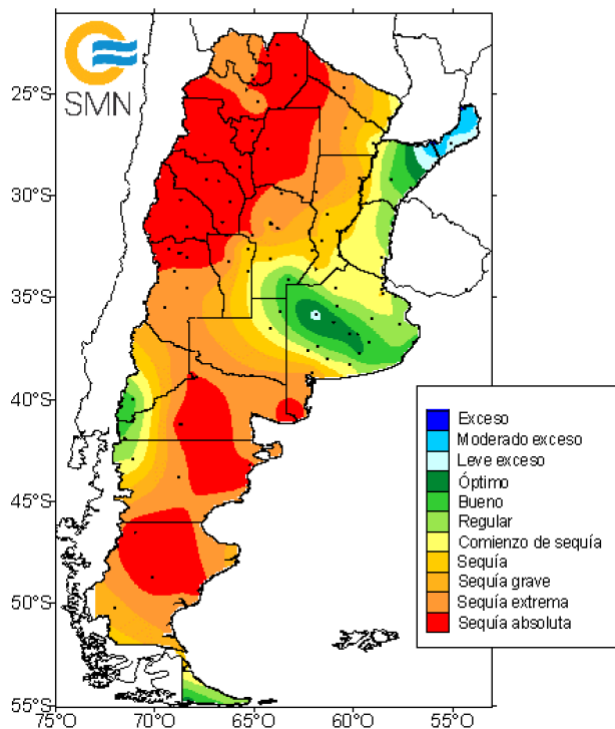 SMN
25°S
30°S
35°S
40°S
45°S
50°S
55°S
75°O
70°O
65°O
60°O
55°O
Exceso
Moderado exceso
Leve exceso
Óptimo
Bueno
Regular
Comienzo de sequía
Sequía
Sequía grave
Sequía extrema
Sequía absoluta